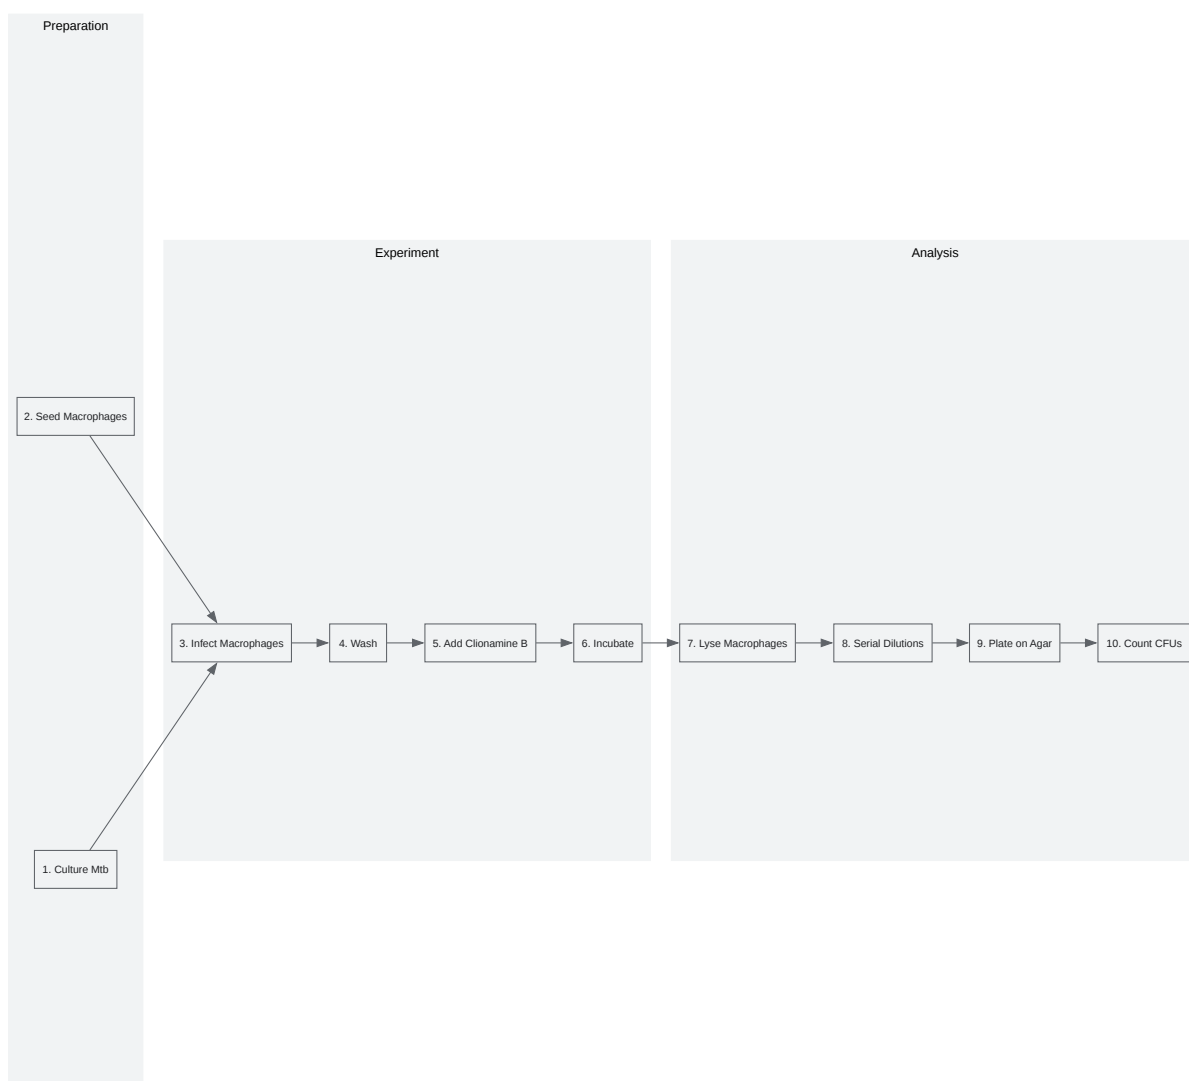 Preparation
Experiment
Analysis
2. Seed Macrophages
3. Infect Macrophages
4. Wash
5. Add Clionamine B
6. Incubate
7. Lyse Macrophages
8. Serial Dilutions
9. Plate on Agar
10. Count CFUs
1. Culture Mtb